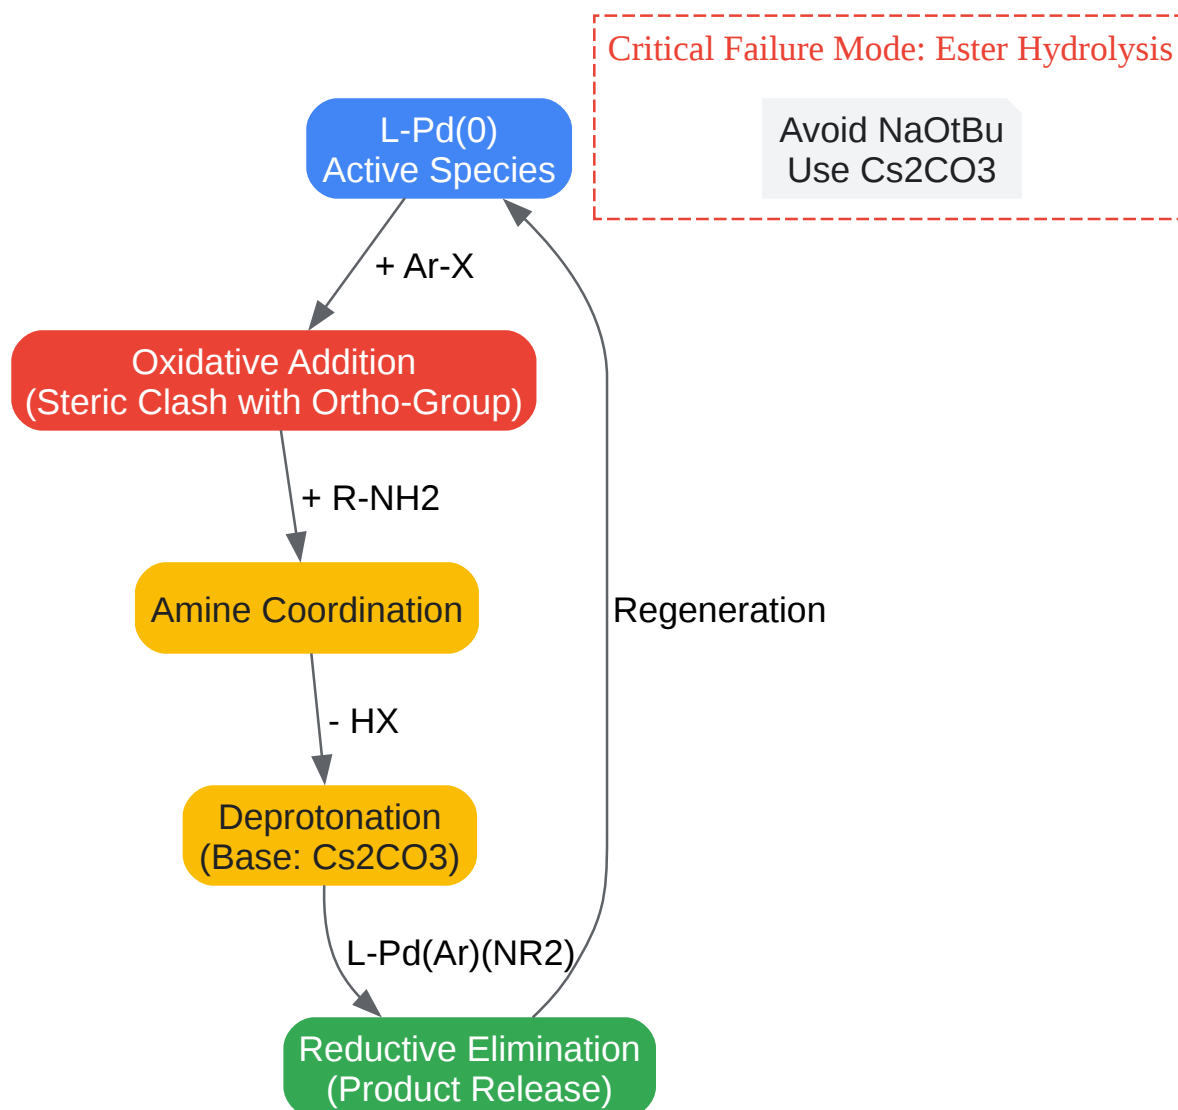 Critical Failure Mode: Ester Hydrolysis
Avoid NaOtBu
Use Cs2CO3
L-Pd(0)
Active Species
+ Ar-X
Oxidative Addition
(Steric Clash with Ortho-Group)
+ R-NH2
Amine Coordination
Regeneration
- HX
Deprotonation
(Base: Cs2CO3)
L-Pd(Ar)(NR2)
Reductive Elimination
(Product Release)